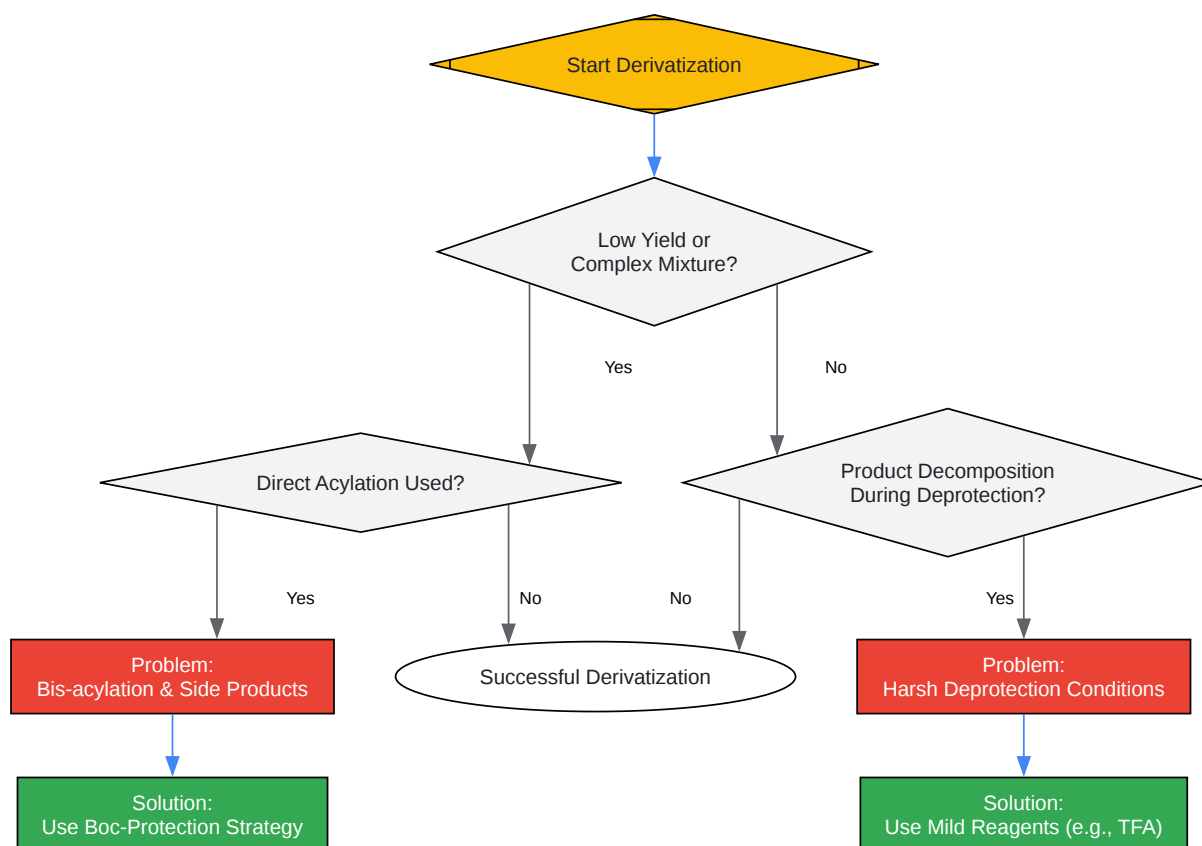 Start Derivatization
Low Yield or
Complex Mixture?
Yes
No
Direct Acylation Used?
Product Decomposition
During Deprotection?
Yes
No
No
Yes
Problem:
Bis-acylation & Side Products
Successful Derivatization
Problem:
Harsh Deprotection Conditions
Solution:
Use Boc-Protection Strategy
Solution:
Use Mild Reagents (e.g., TFA)